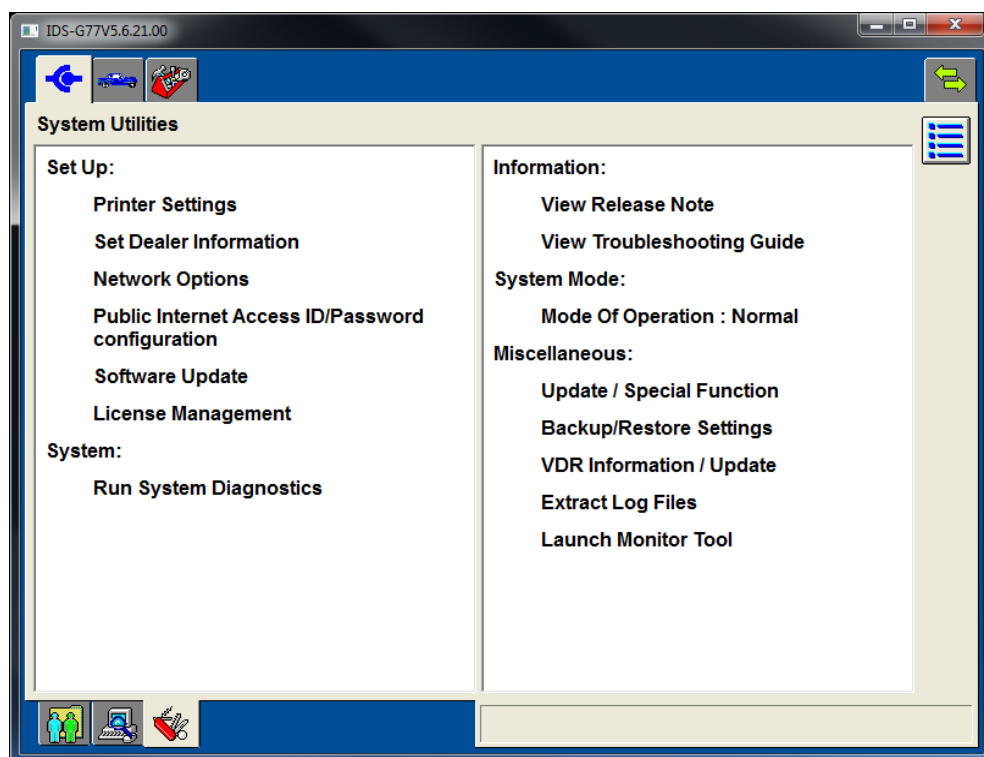 IDS-G77V5.6.21.00
System Utilities
Set Up:
Printer Settings
Set Dealer Information
Network Options
Public Internet Access ID/Password
configuration
Software Update
License Management
System:
Run System Diagnostics
Information:
View Release Note
View Troubleshooting Guide
System Mode:
Mode Of Operation : Normal
Miscellaneous:
Update / Special Function
Backup/Restore Settings
VDR Information / Update
Extract Log Files
Launch Monitor Tool